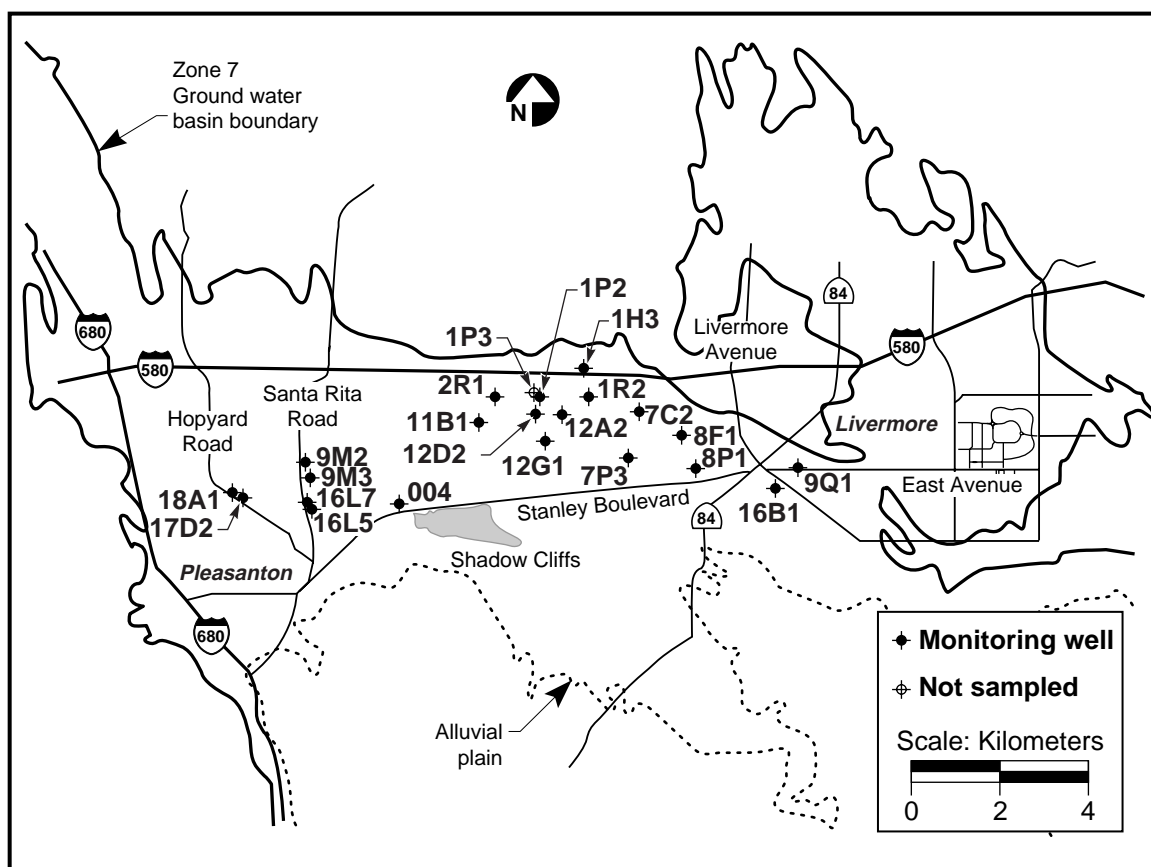 Zone 7
Ground water
basin boundary
N
1P2
1H3
1P3
84
Livermore
Avenue
680
580
580
2R1
Santa Rita
Road
1R2
Hopyard
Road
11B1
12A2
7C2
Livermore
12D2
12G1
8F1
9M2
8P1
9M3
7P3
18A1
16L7
004
9Q1
East Avenue
17D2
16L5
Stanley Boulevard
16B1
84
Shadow Cliffs
Pleasanton
680
Alluvial
plain
Monitoring well
Not sampled
Scale: Kilometers
0 2 4